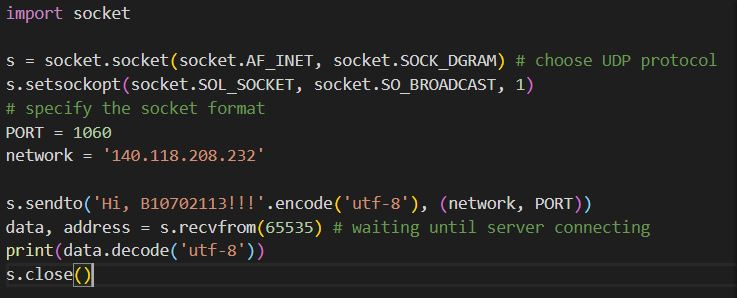 import socket
s = socket.socket(socket.AF_INET, socket.SOCK_DGRAM) # choose UDP protocol
s.setsockopt(socket.SOL_SOCKET, socket.SO_BROADCAST, 1)
# specify the socket format
PORT = 1060
network = '140.118.208.232'
s.sendto('Hi, B10702113!!!'.encode('utf-8'), (network, PORT))
data, address = s.recvfrom(65535) # waiting until server connecting
print(data.decode('utf-8'))
s.close()